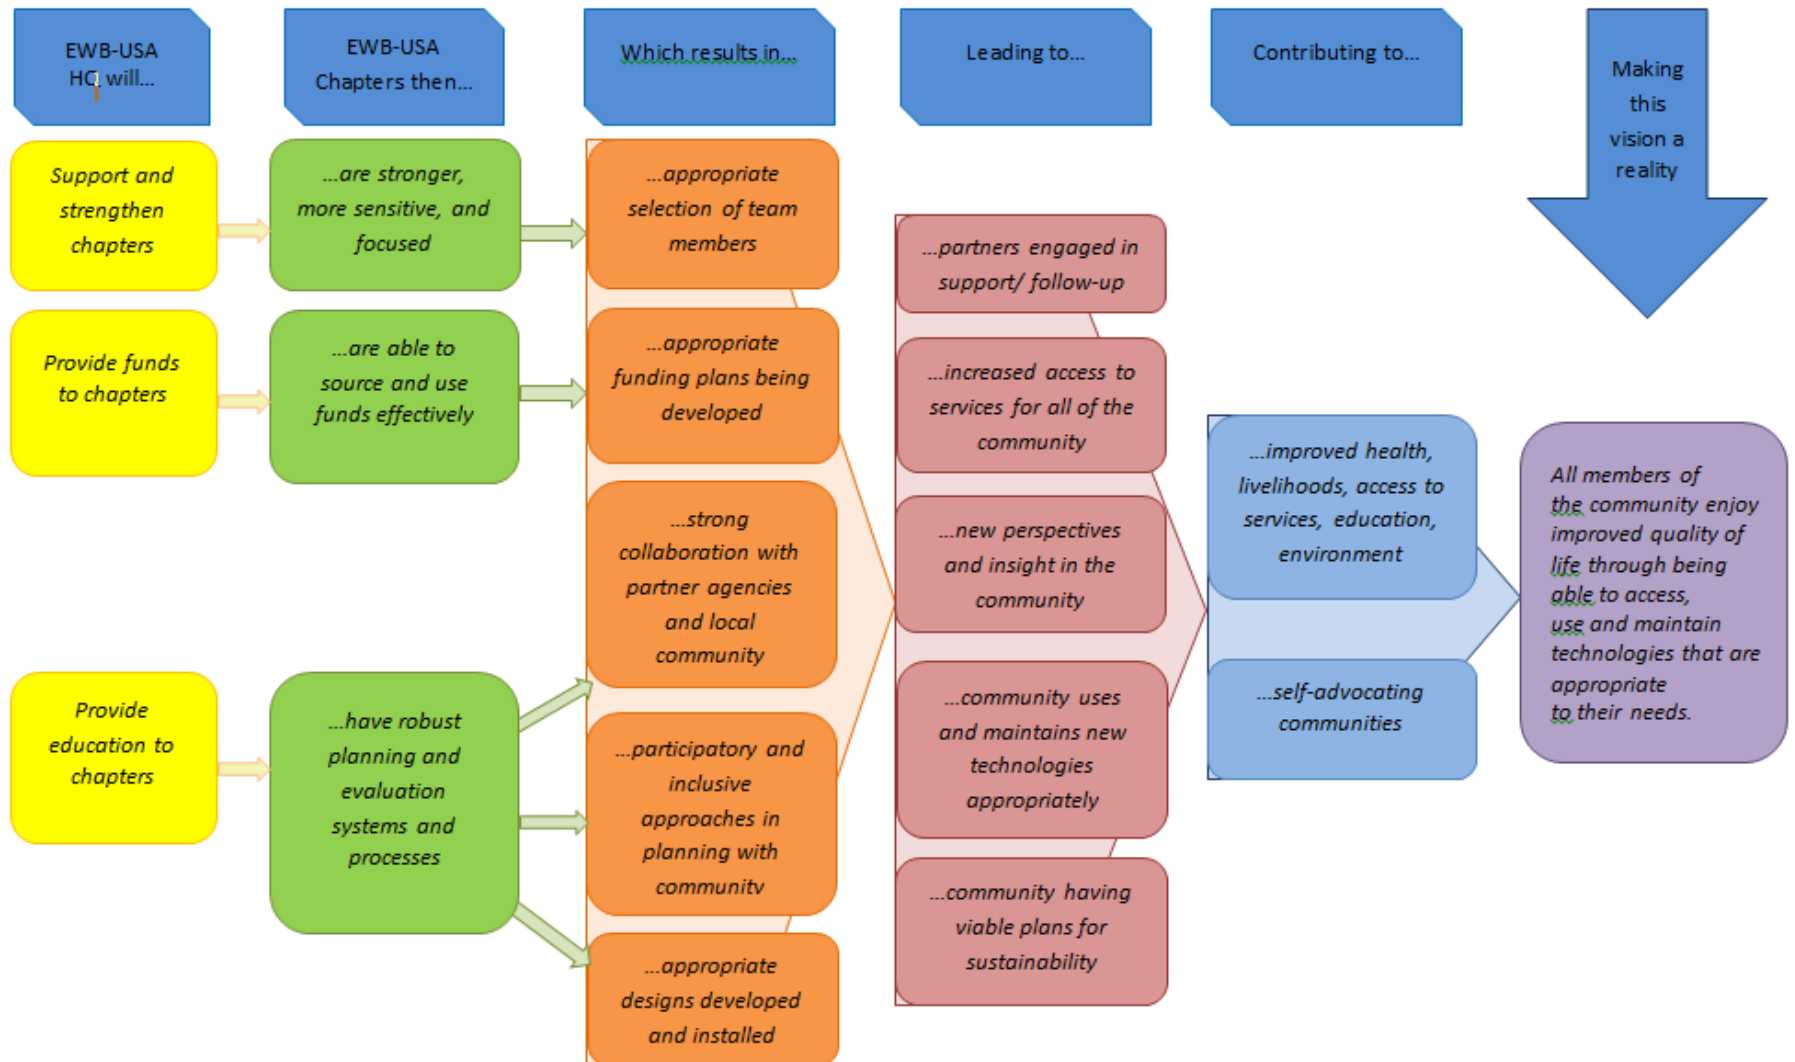 EWB-USA
HQ will...
EWB-USA
Chapters then...
Which results in...
Leading to...
Contributing to...
Making
this
vision a
reality
Support and
strengthen
chapters
Provide funds
to chapters
Provide
education to
chapters
...are stronger,
more sensitive, and
focused
...are able to
source and use
funds effectively
...have robust
planning and
evaluation
systems and
processes
...appropriate
selection of team
members
...appropriate
funding plans being
developed
...strong
collaboration with
partner agencies
and local
community
...participatory and
inclusive
approaches in
planning with
community
...appropriate
designs developed
and installed
...partners engaged in
support/ follow-up
...increased access to
services for all of the
community
...new perspectives
and insight in the
community
...community uses
and maintains new
technologies
appropriately
...community having
viable plans for
sustainability
...improved health,
livelihoods, access to
services, education,
environment
...self-advocating
communities
All members of
the community enjoy
improved quality of
life through being
able to access,
use and maintain
technologies that are
appropriate
to their needs.